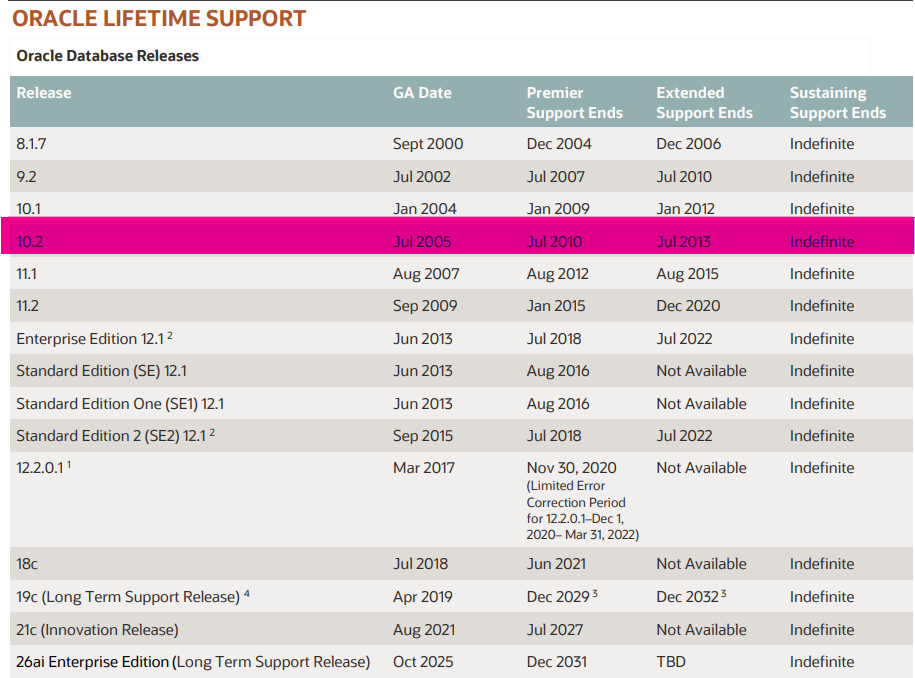 ORACLE LIFETIME SUPPORT
Oracle Database Releases
Release GA Date Premier Support Ends Extended Support Ends Sustaining Support Ends
8.1.7 Sept 2000 Dec 2004 Dec 2006 Indefinite
9.2 Jul 2002 Jul 2007 Jul 2010 Indefinite
10.1 Jan 2004 Jan 2009 Jan 2012 Indefinite
10.2 Jul 2005 Jul 2010 Jul 2013 Indefinite
11.1 Aug 2007 Aug 2012 Aug 2015 Indefinite
11.2 Sep 2009 Jan 2015 Dec 2020 Indefinite
Enterprise Edition 12.1 2 Jun 2013 Jul 2018 Jul 2022 Indefinite
Standard Edition (SE) 12.1 Jun 2013 Aug 2016 Not Available Indefinite
Standard Edition One (SE1) 12.1 Jun 2013 Aug 2016 Not Available Indefinite
Standard Edition 2 (SE2) 12.1 2 Sep 2015 Jul 2018 Jul 2022 Indefinite
12.2.0.1 1 Mar 2017 Nov 30, 2020 Not Available Indefinite
(Limited Error
Correction Period
for 12.2.0.1–Dec 1,
2020– Mar 31, 2022)
18c Jul 2018 Jun 2021 Not Available Indefinite
19c (Long Term Support Release) 4 Apr 2019 Dec 2029 3 Dec 2032 3 Indefinite
21c (Innovation Release) Aug 2021 Jul 2027 Not Available Indefinite
26ai Enterprise Edition (Long Term Support Release) Oct 2025 Dec 2031 TBD Indefinite